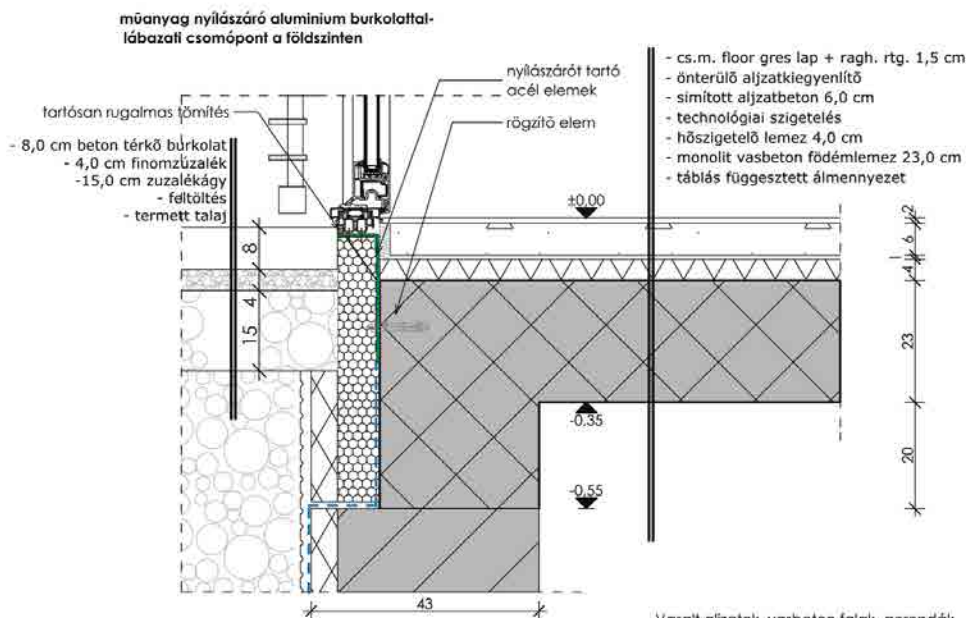 műanyag nyílászáró aluminium burkolattal-
lábazati csomópont a földszinten
nyílászárót tartó
acél elemek
tartósan rugalmas tömítés
rögzítő elem
- 8,0 cm beton térkő burkolat
- 4,0 cm finomzúzalék
-15,0 cm zuzalékágy
- feltöltés
- termett talaj
- cs.m. floor gres lap + ragh. rtg. 1,5 cm
- önterülő aljzatkiegyenlítő
- simított aljzatbeton 6,0 cm
- technológiai szigetelés
- hőszigetelő lemez 4,0 cm
- monolit vasbeton födémlemez 23,0 cm
- táblás függesztett álmennyezet
±0,00
2
6
1
4
8
4
15
23
-0.35
20
-0,55
43